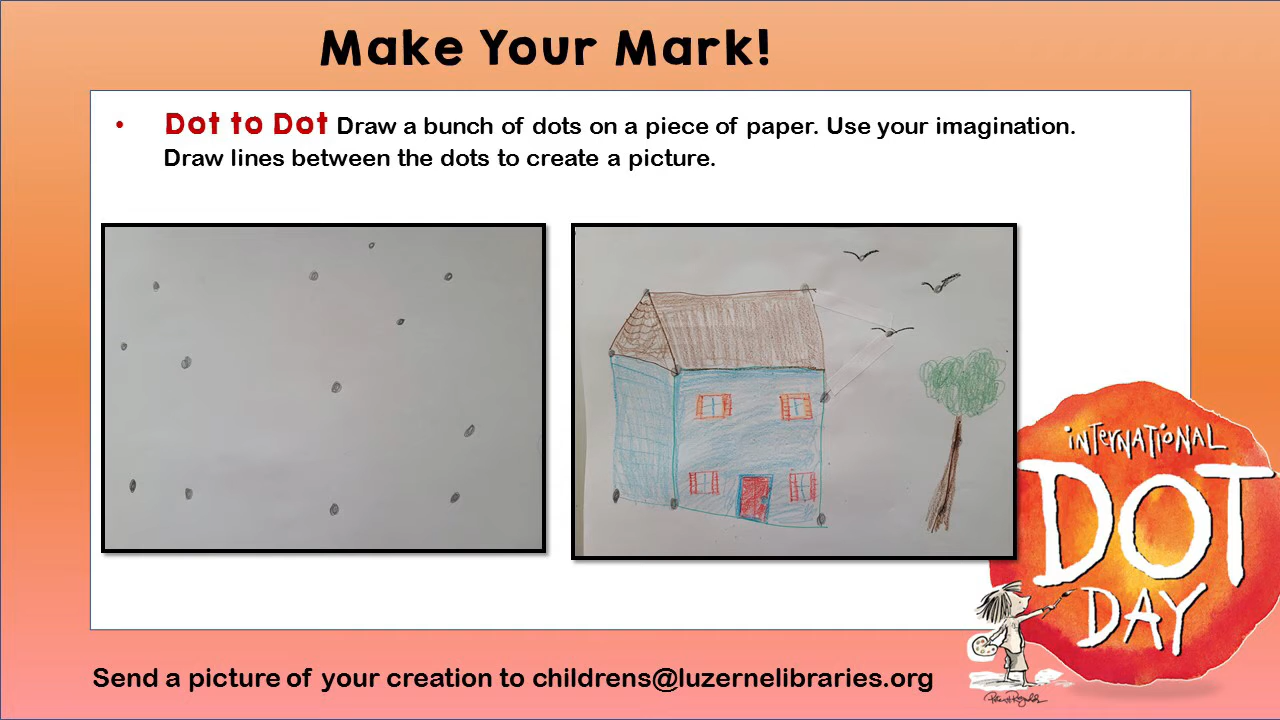 Make Your Mark!
• Dot to Dot Draw a bunch of dots on a piece of paper. Use your imagination.
Draw lines between the dots to create a picture.
INTERNATIONAL
DOT
DAY
Send a picture of your creation to childrens@luzernelibraries.org